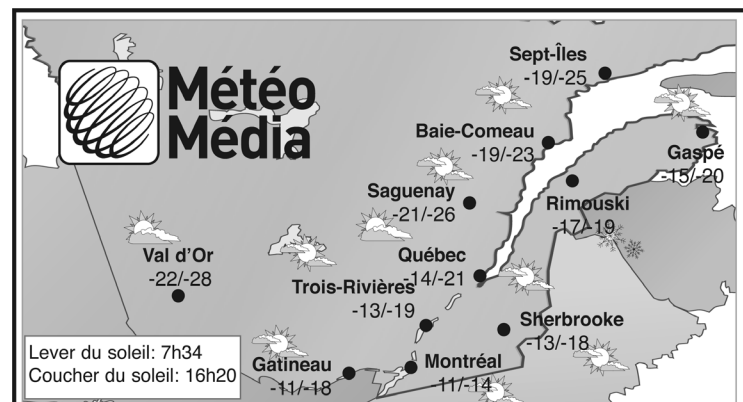 Météo
Média
Sept-Îles
-19/-25
Baie-Comeau
-19/-23
Gaspé
-15/-20
Saguenay
-21/-26
Rimouski
-17/-19
Val d'Or
-22/-28
Québec
-14/-21
Trois-Rivières
-13/-19
Sherbrooke
-13/-18
Lever du soleil: 7h34
Coucher du soleil: 16h20
Gatineau
-11/-18
Montréal
-11/-14